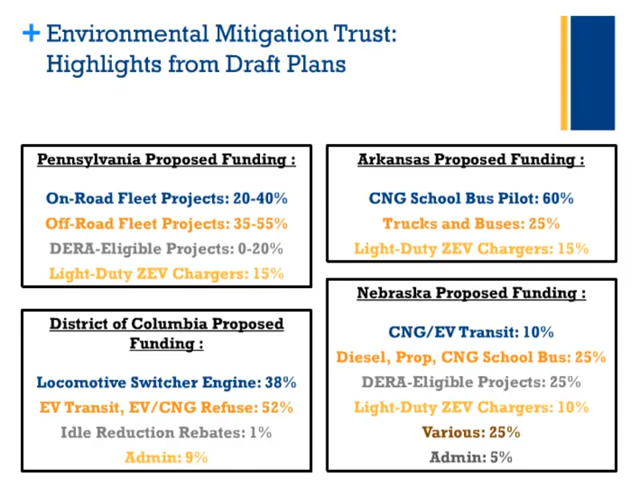 + Environmental Mitigation Trust:
Highlights from Draft Plans
Pennsylvania Proposed Funding :
On-Road Fleet Projects: 20-40%
Off-Road Fleet Projects: 35-55%
DERA-Eligible Projects: 0-20%
Light-Duty ZEV Chargers: 15%
District of Columbia Proposed
Funding :
Locomotive Switcher Engine: 38%
EV Transit, EV/CNG Refuse: 52%
Idle Reduction Rebates: 1%
Admin: 9%
Arkansas Proposed Funding :
CNG School Bus Pilot: 60%
Trucks and Buses: 25%
Light-Duty ZEV Chargers: 15%
Nebraska Proposed Funding :
CNG/EV Transit: 10%
Diesel, Prop, CNG School Bus: 25%
DERA-Eligible Projects: 25%
Light-Duty ZEV Chargers: 10%
Various: 25%
Admin: 5%